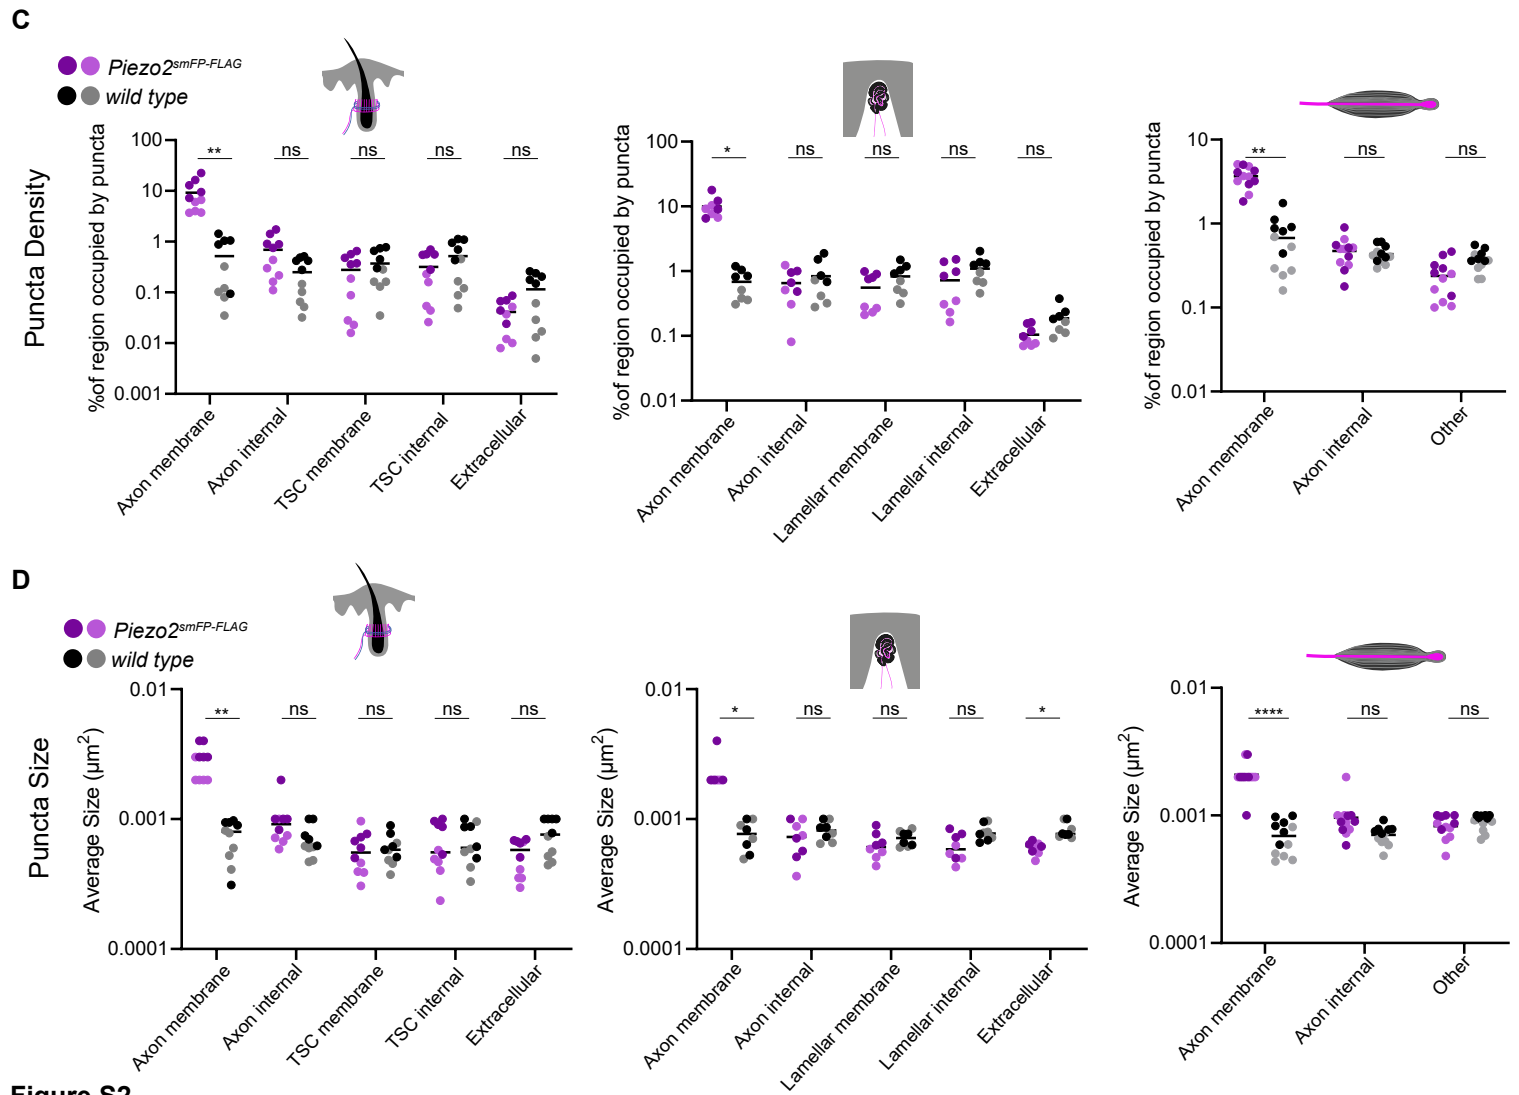 C
Piezo2smFP-FLAG
wild type
Puncta Density
%of region occupied by puncta
100
10
1
0.1
0.01
0.001
**
ns
ns
ns
ns
Axon membrane
Axon internal
TSC membrane
TSC internal
Extracellular
%of region occupied by puncta
100
10
1
0.1
0.01
*
ns
ns
ns
ns
Axon membrane
Axon internal
Lamellar membrane
Lamellar internal
Extracellular
%of region occupied by puncta
10
1
0.1
0.01
**
ns
ns
Axon membrane
Axon internal
Other
D
Piezo2smFP-FLAG
wild type
Puncta Size
Average Size (μm2)
0.01
0.001
0.0001
**
ns
ns
ns
ns
Axon membrane
Axon internal
TSC membrane
TSC internal
Extracellular
Average Size (μm2)
0.01
0.001
0.0001
*
ns
ns
ns
*
Axon membrane
Axon internal
Lamellar membrane
Lamellar internal
Extracellular
Average Size (μm2)
0.01
0.001
0.0001
****
ns
ns
Axon membrane
Axon internal
Other
Figure S2